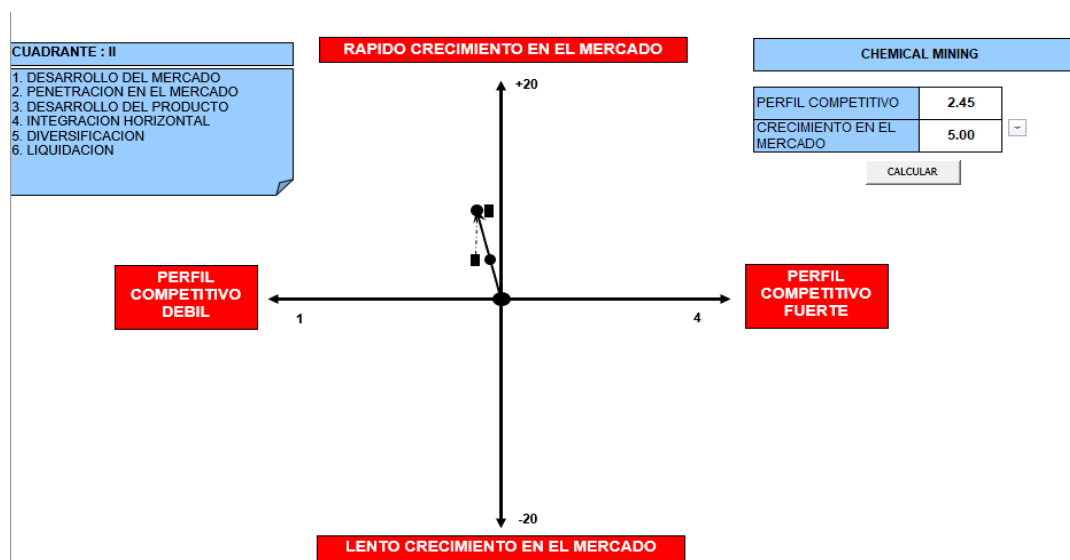 CUADRANTE : II
1. DESARROLLO DEL MERCADO
2. PENETRACION EN EL MERCADO
3. DESARROLLO DEL PRODUCTO
4. INTEGRACION HORIZONTAL
5. DIVERSIFICACION
6. LIQUIDACION
RAPIDO CRECIMIENTO EN EL MERCADO
+20
CHEMICAL MINING
PERFIL COMPETITIVO 2.45
CRECIMIENTO EN EL
MERCADO 5.00
CALCULAR
PERFIL
COMPETITIVO
DEBIL
1
4
PERFIL
COMPETITIVO
FUERTE
-20
LENTO CRECIMIENTO EN EL MERCADO